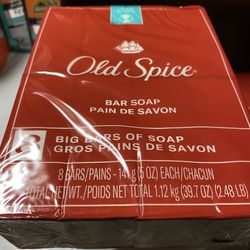 Old Spice
BAR SOAP
PAIN DE SAVON
8
BIG BARS OF SOAP
GROS PAINS DE SAVON
8 BARS/PAINS - 141 g (5 OZ) EACH/CHACUN
TOTAL NET WT./POIDS NET TOTAL 1.12 kg (39.7 OZ) (2.48 LB)